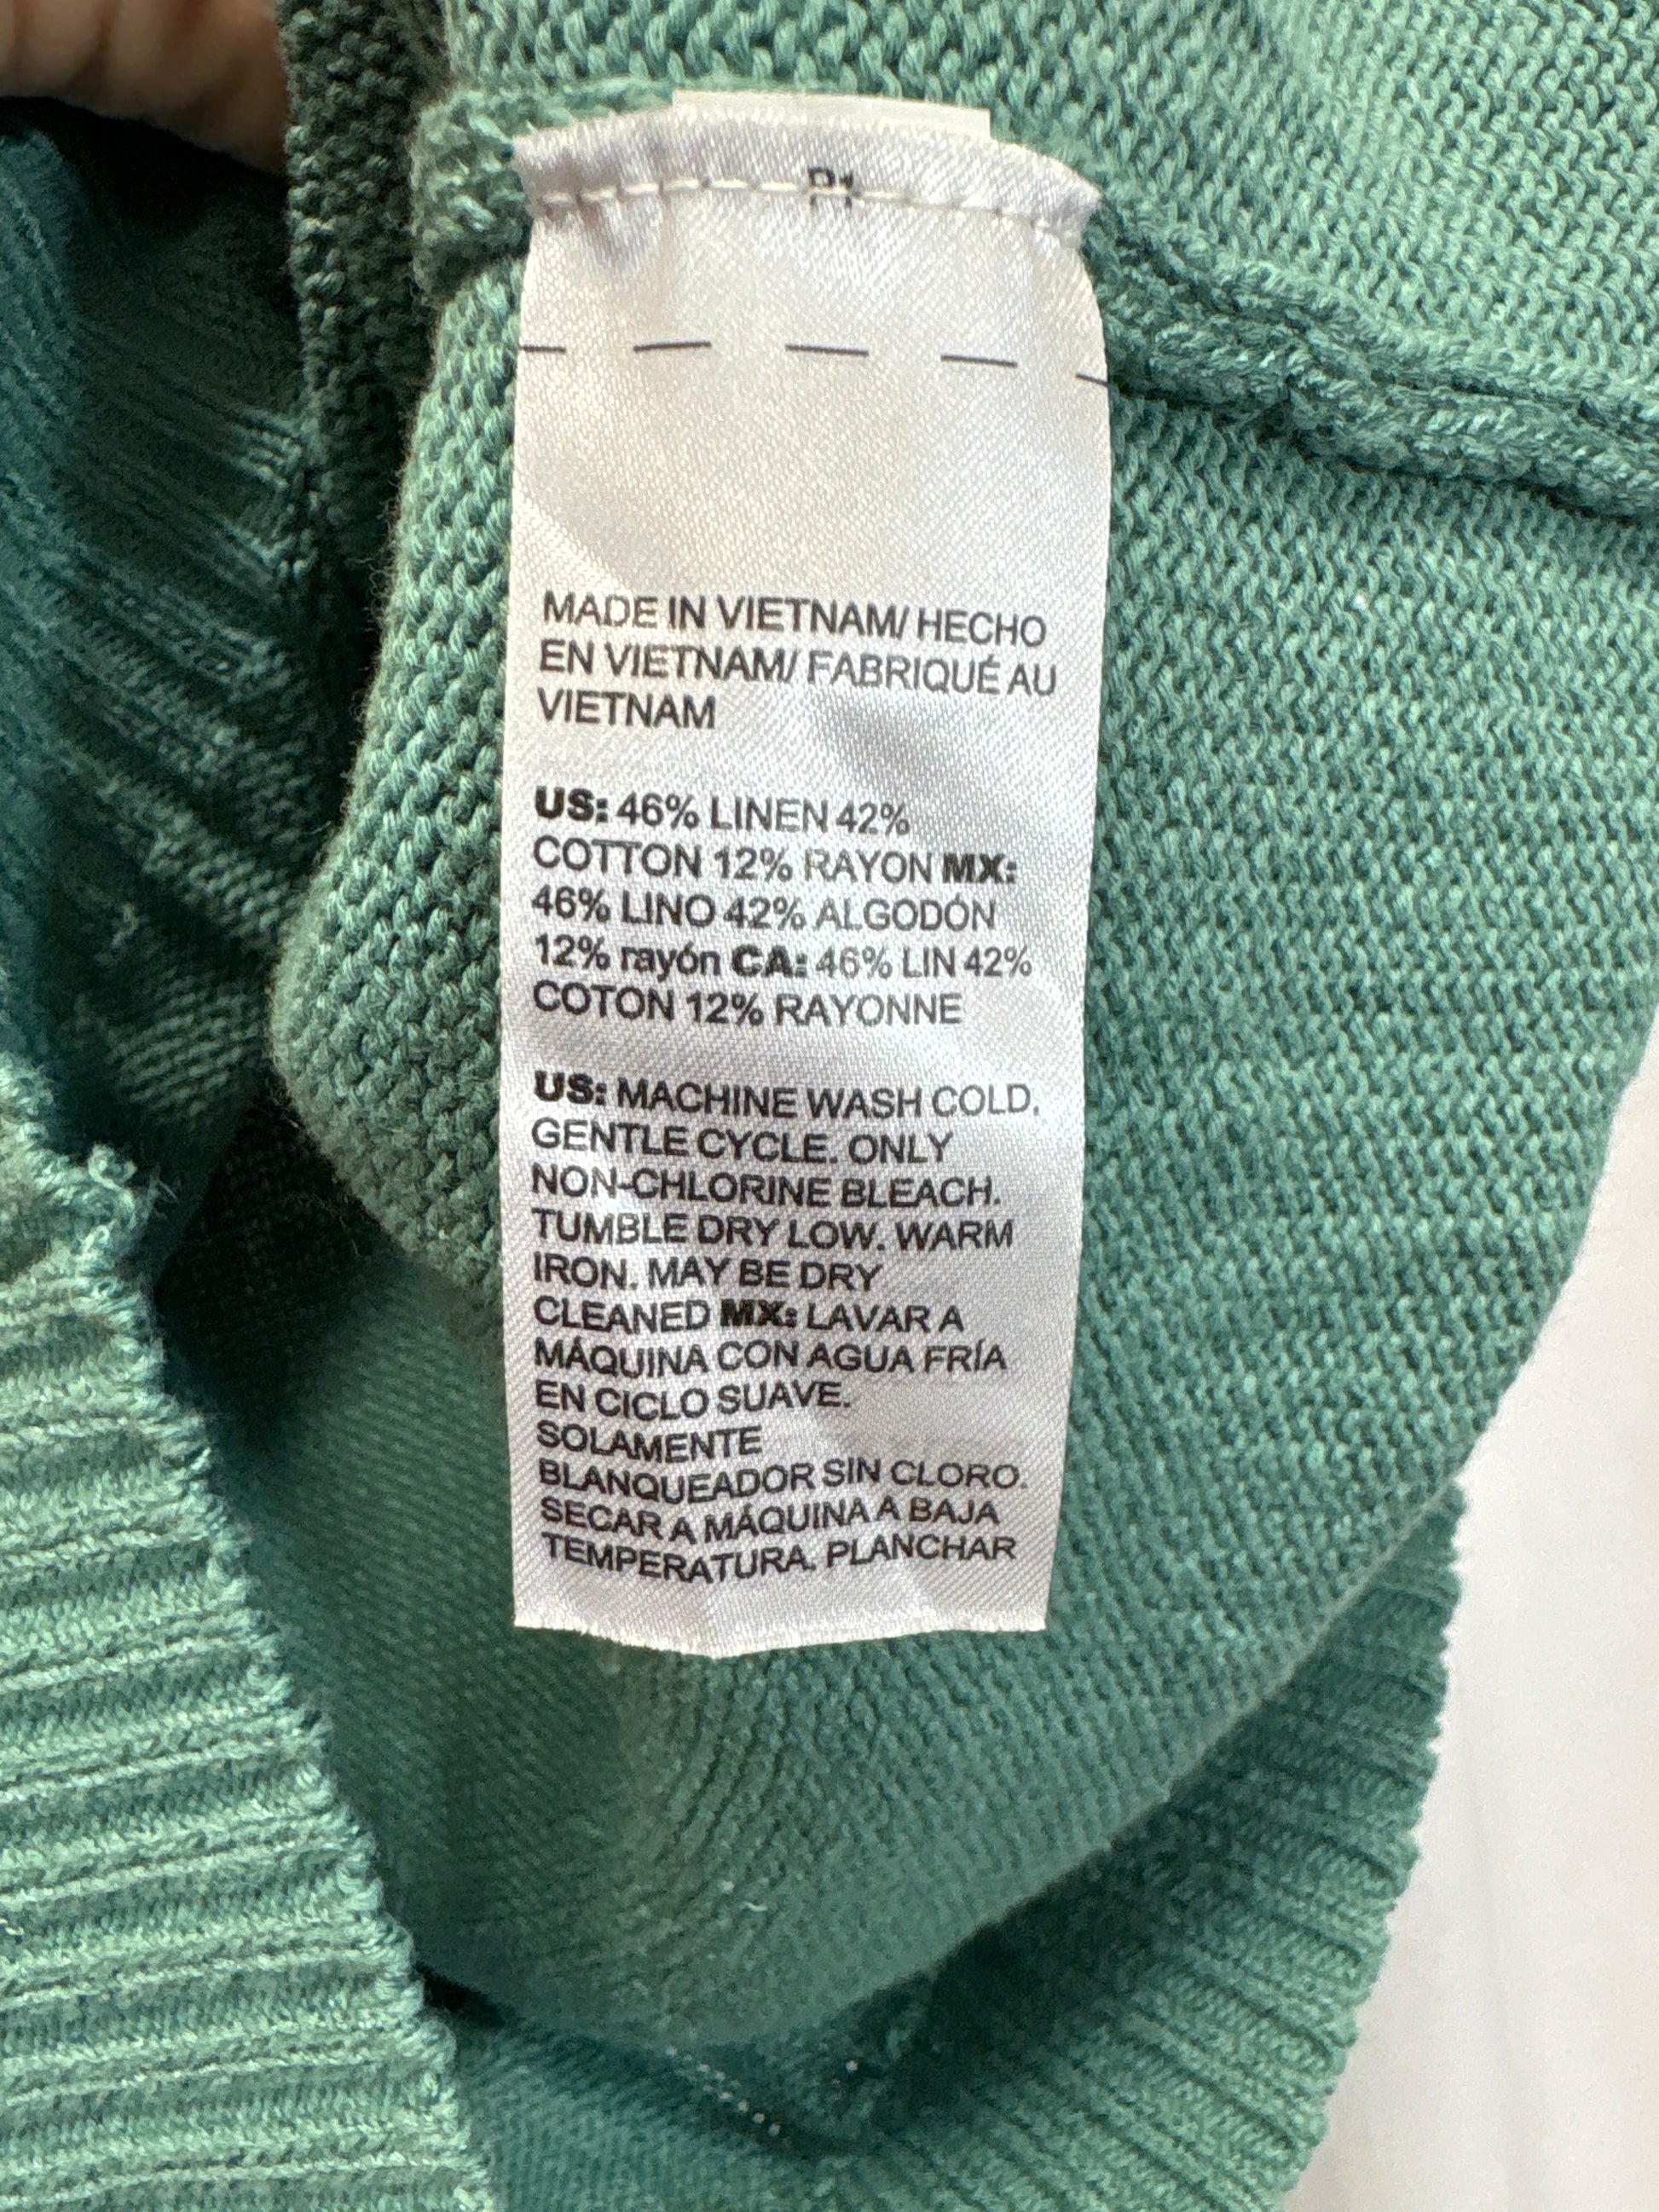 MADE IN VIETNAM/ HECHO
EN VIETNAM/ FABRIQUÉ AU
VIETNAM
US: 46% LINEN 42%
COTTON 12% RAYON MX:
46% LINO 42% ALGODÓN
12% rayón CA: 46% LIN 42%
COTON 12% RAYONNE
US: MACHINE WASH COLD,
GENTLE CYCLE. ONLY
NON-CHLORINE BLEACH.
TUMBLE DRY LOW. WARM
IRON. MAY BE DRY
CLEANED MX: LAVAR A
MÁQUINA CON AGUA FRÍA
EN CICLO SUAVE.
SOLAMENTE
BLANQUEADOR SIN CLORO.
SECAR A MÁQUINA A BAJA
TEMPERATURA. PLANCHAR